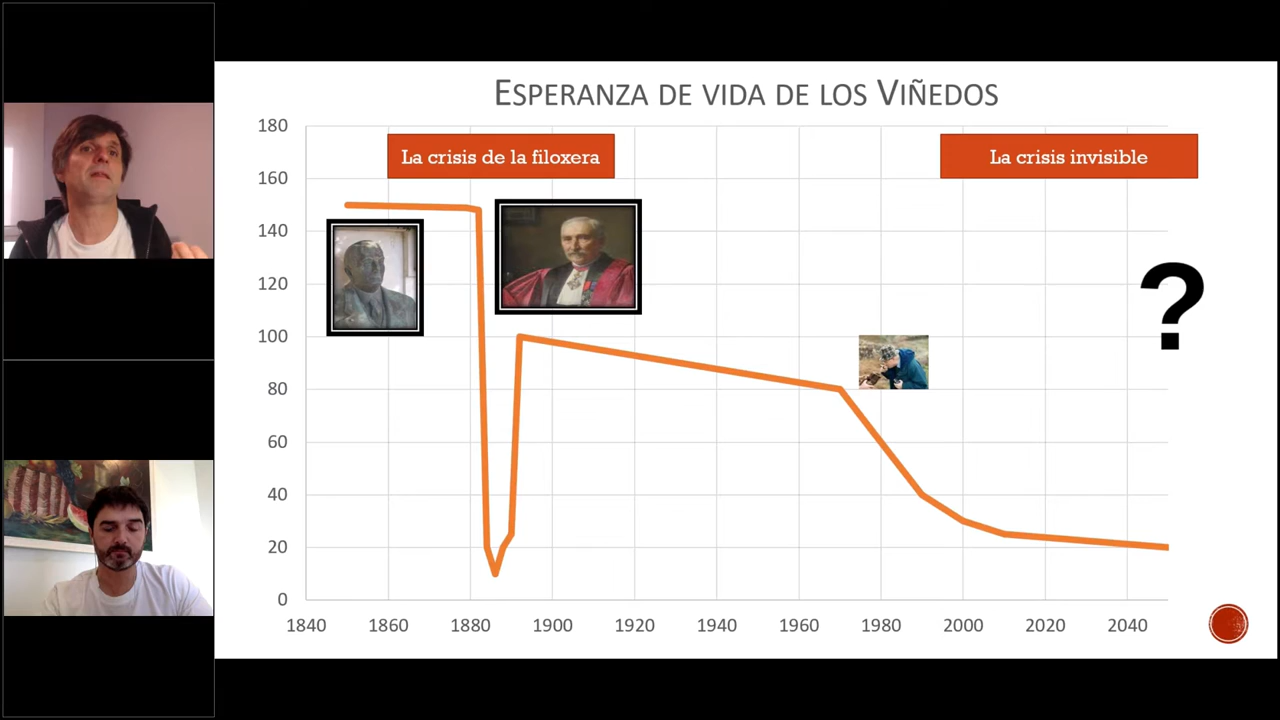 ESPERANZA DE VIDA DE LOS VIÑEDOS
180
La crisis de la filoxera
La crisis invisible
160
140
120
?
100
80
60
40
20
0
1840 1860 1880 1900 1920 1940 1960 1980 2000 2020 2040